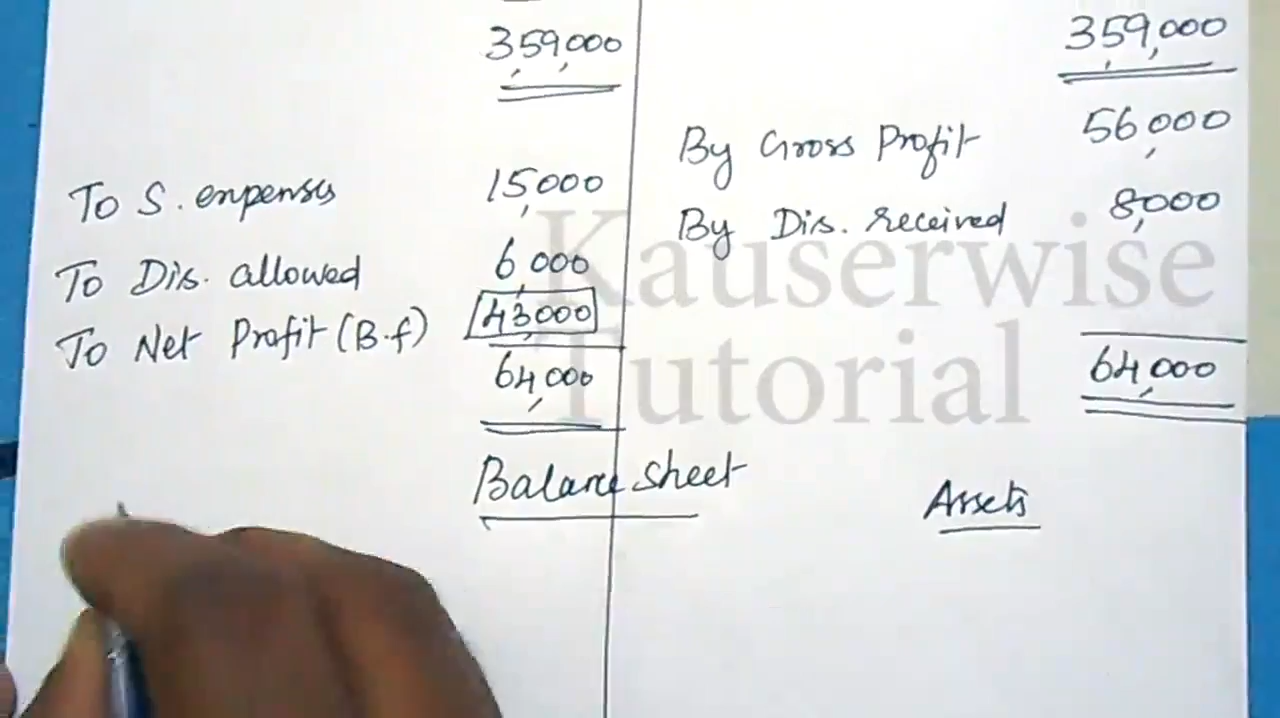 359,000 359,000
By Gross Profit 56,000
To S. expenses 15,000
By Dis. received 8,000
To Dis. allowed 6,000
To Net Profit (B.f) 43,000
64,000 64,000
Balance Sheet
Assets
Kauserwise
Tutorial